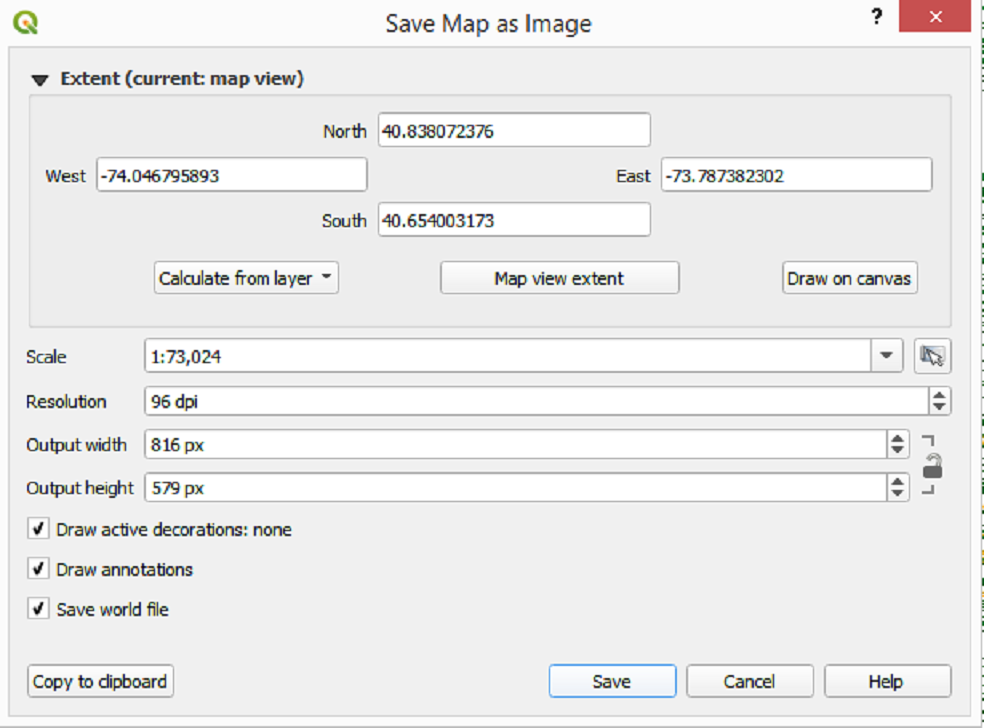 Save Map as Image
?
Extent (current: map view)
North 40.838072376
West -74.046795893 East -73.787382302
South 40.654003173
Calculate from layer Map view extent Draw on canvas
Scale 1:73,024
Resolution 96 dpi
Output width 816 px
Output height 579 px
Draw active decorations: none
Draw annotations
Save world file
Copy to clipboard Save Cancel Help